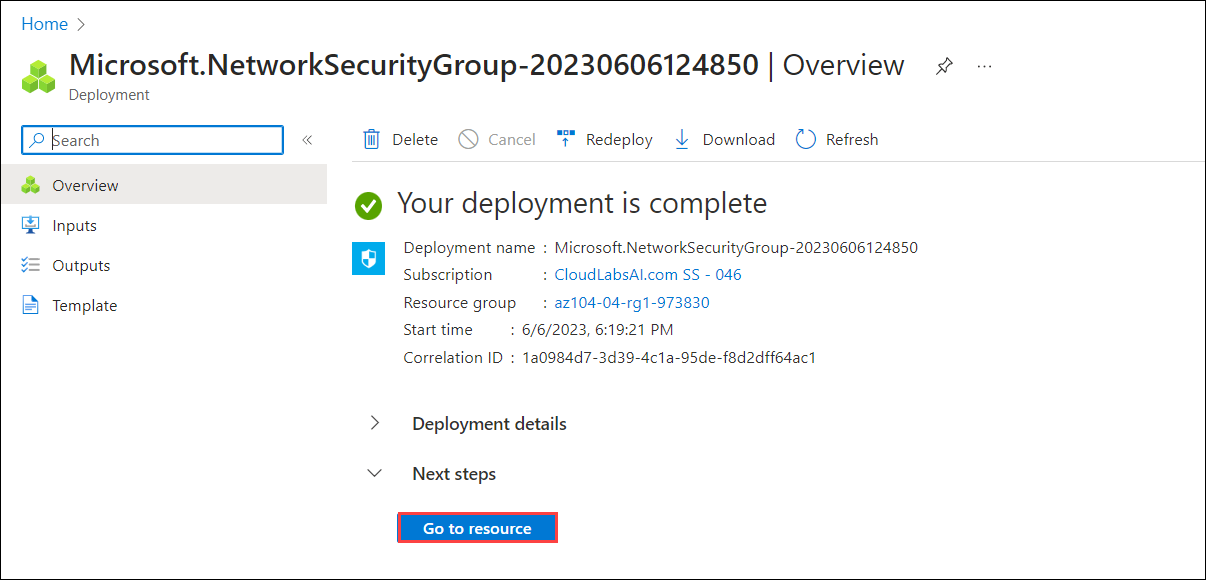 Home
Microsoft.NetworkSecurityGroup-20230606124850 | Overview
Deployment
Search
Delete
Cancel
Redeploy
Download
Refresh
Overview
Inputs
Outputs
Template
Your deployment is complete
Deployment name : Microsoft.NetworkSecurityGroup-20230606124850
Subscription : CloudLabsAI.com SS - 046
Resource group : az104-04-rg1-973830
Start time : 6/6/2023, 6:19:21 PM
Correlation ID : 1a0984d7-3d39-4c1a-95de-f8d2dff64ac1
Deployment details
Next steps
Go to resource